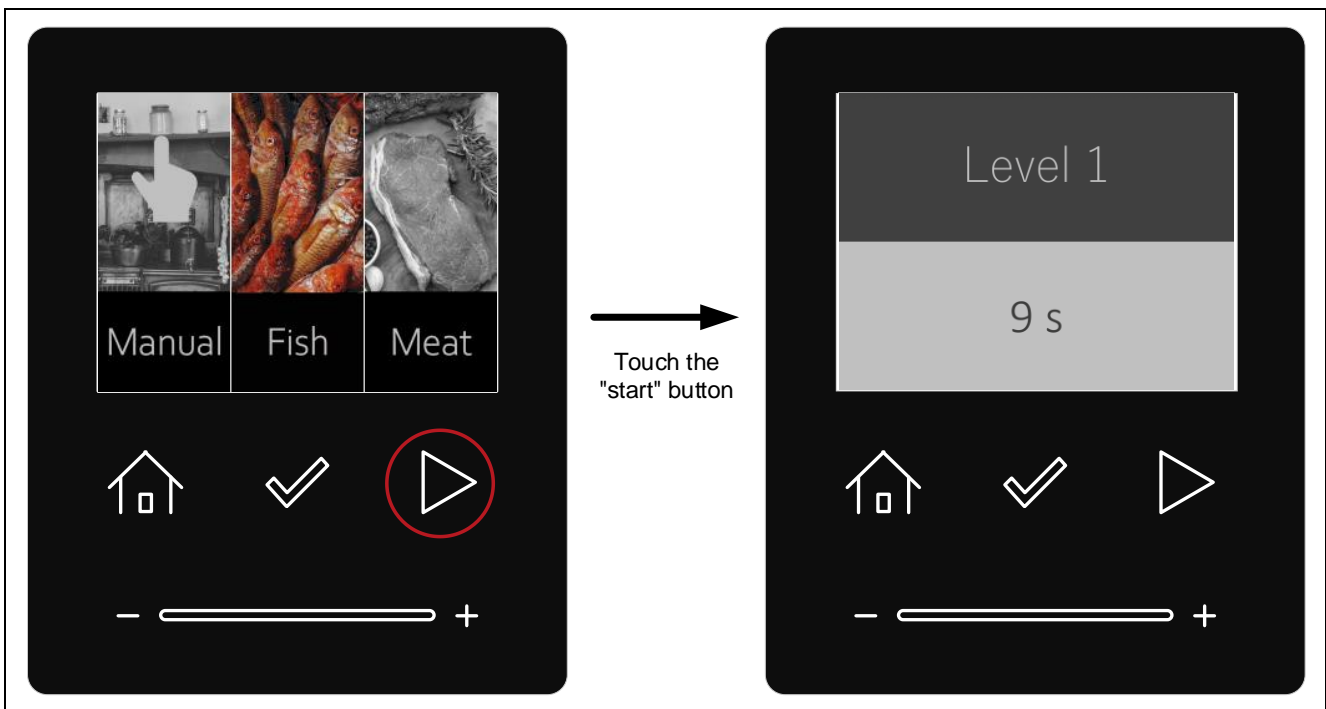 Manual Fish Meat
Touch the
"start" button
Level 1
9 s